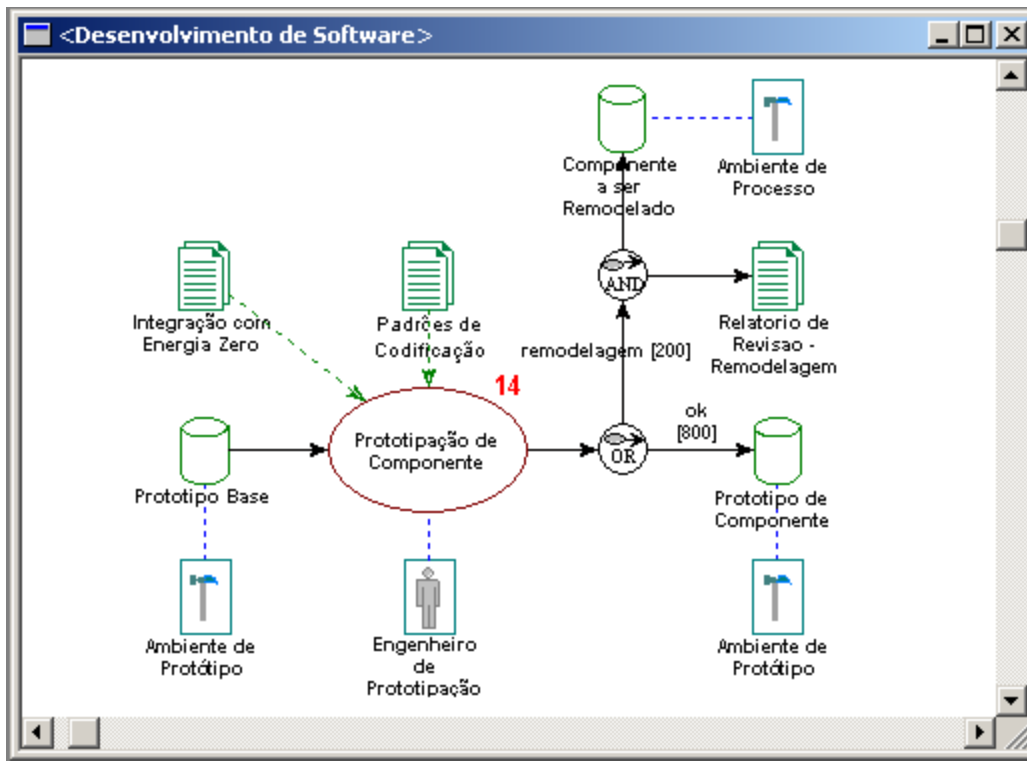 <Desenvolvimento de Software>
Componente
a ser
Remodelado
Ambiente de
Processo
AND
Integração com
Energia Zero
Padrões de
Codificação
Relatorio de
Revisao -
Remodelagem
remodelagem [200]
14
ok
[800]
Prototipação de
Componente
OR
Prototipo Base
Prototipo de
Componente
Ambiente de
Protótipo
Engenheiro
de
Prototipação
Ambiente de
Protótipo